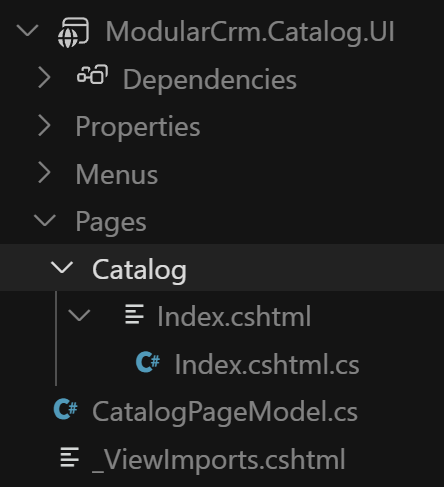 ModularCrm.Catalog.UI
Dependencies
Properties
Menus
Pages
Catalog
Index.cshtml
C# Index.cshtml.cs
C# CatalogPageModel.cs
_ViewImports.cshtml